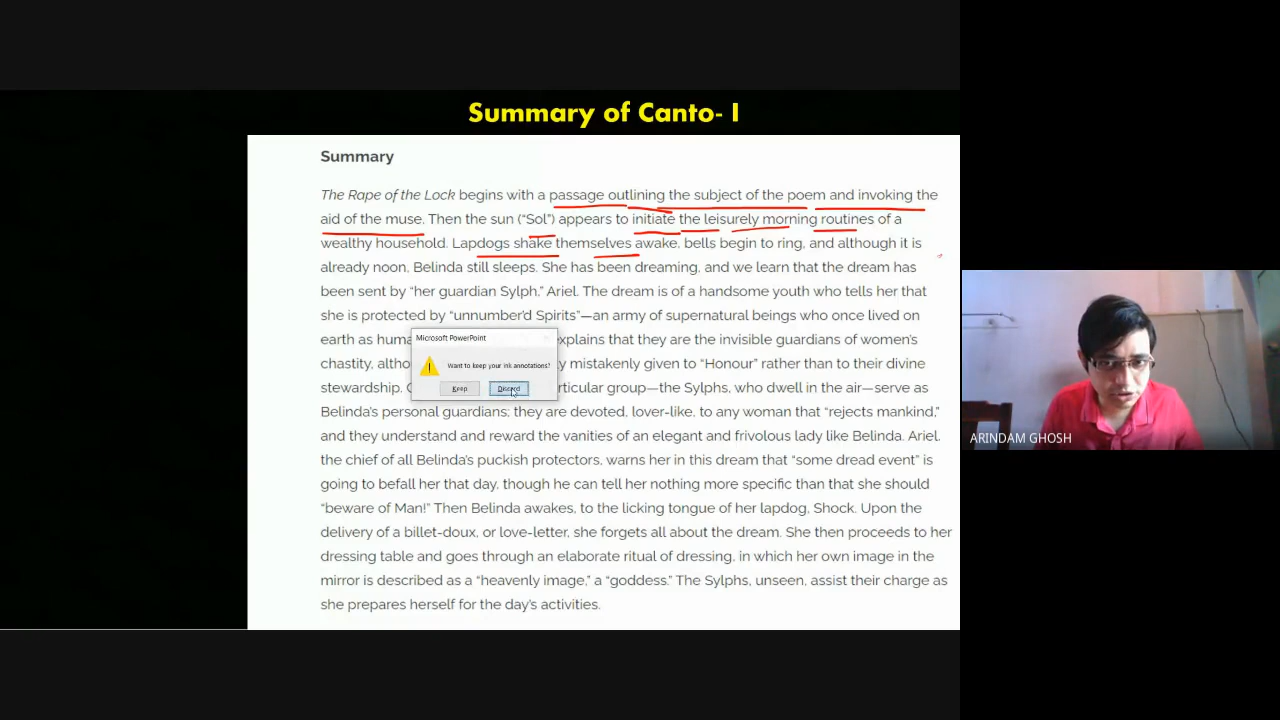 Summary of Canto- I
Summary
The Rape of the Lock begins with a passage outlining the subject of the poem and invoking the
aid of the muse. Then the sun (“Sol”) appears to initiate the leisurely morning routines of a
wealthy household. Lapdogs shake themselves awake, bells begin to ring, and although it is
already noon, Belinda still sleeps. She has been dreaming, and we learn that the dream has
been sent by “her guardian Sylph,” Ariel. The dream is of a handsome youth who tells her that
she is protected by “unnumber’d Spirits”—an army of supernatural beings who once lived on
earth as explains that they are the invisible guardians of women’s
chastity, mistakenly given to “Honour” rather than to their divine
stewardship. group—the Sylphs, who dwell in the air—serve as
Microsoft PowerPoint
Want to keep your ink annotations?
Keep
Discard
Belinda’s personal guardians; they are devoted, lover-like, to any woman that “rejects mankind,”
and they understand and reward the vanities of an elegant and frivolous lady like Belinda. Ariel,
the chief of all Belinda’s puckish protectors, warns her in this dream that “some dread event” is
going to befall her that day, though he can tell her nothing more specific than that she should
“beware of Man!” Then Belinda awakes, to the licking tongue of her lapdog, Shock. Upon the
delivery of a billet-doux, or love-letter, she forgets all about the dream. She then proceeds to her
dressing table and goes through an elaborate ritual of dressing, in which her own image in the
mirror is described as a “heavenly image,” a “goddess.” The Sylphs, unseen, assist their charge as
she prepares herself for the day’s activities.
ARINDAM GHOSH